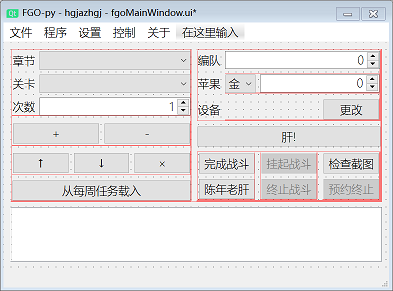 FGO-py - hgjazhgj - fgoMainWindow.ui*
文件 程序 设置 控制 关于 在这里输入
章节 编队 0
关卡 苹果 金 0
次数 1 设备 更改
+ - 肝!
↑ ↓ × 完成战斗 挂起战斗 检查截图
从每周任务载入 陈年老肝 终止战斗 预约终止